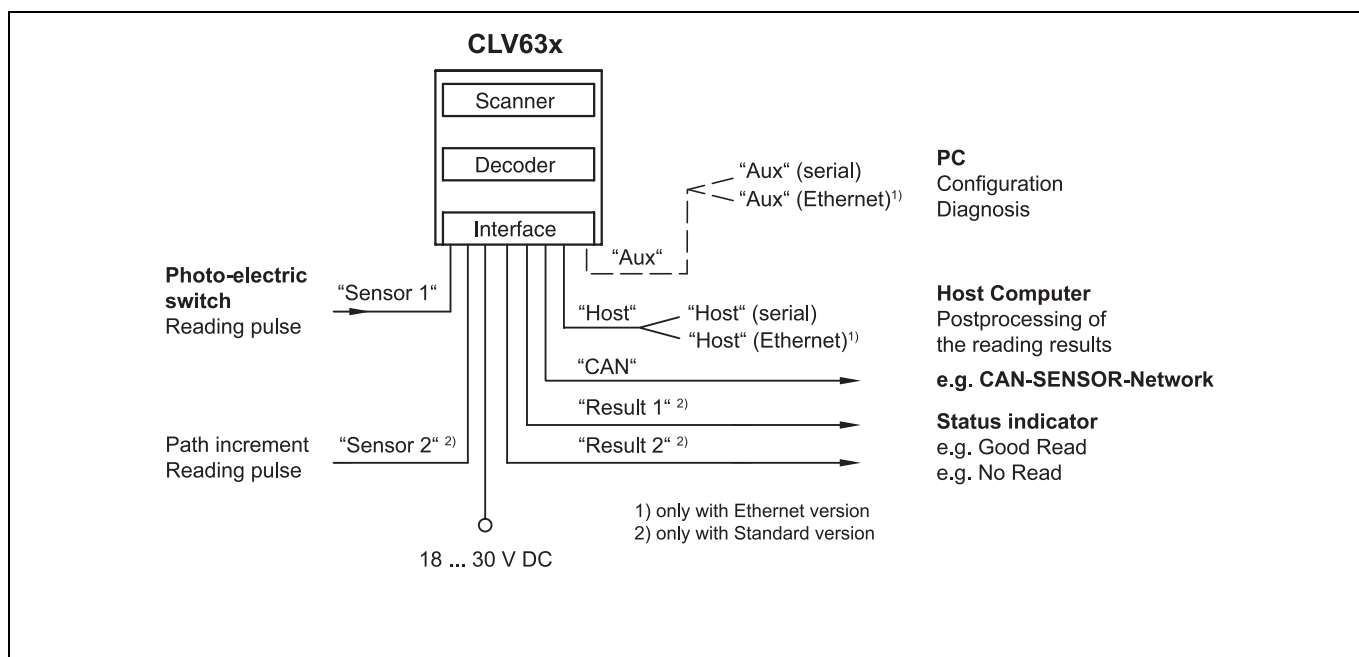 CLV63x
Scanner
Decoder
Interface
“Aux“ (serial)
“Aux“ (Ethernet)1)
PC
Configuration
Diagnosis
“Aux“
Photo-electric
switch
Reading pulse
“Sensor 1“
“Host“
“Host“ (serial)
“Host“ (Ethernet)1)
Host Computer
Postprocessing of
the reading results
“CAN“
e.g. CAN-SENSOR-Network
“Result 1“ 2)
“Result 2“ 2)
Status indicator
e.g. Good Read
e.g. No Read
Path increment
Reading pulse
“Sensor 2“ 2)
1) only with Ethernet version
2) only with Standard version
18 ... 30 V DC